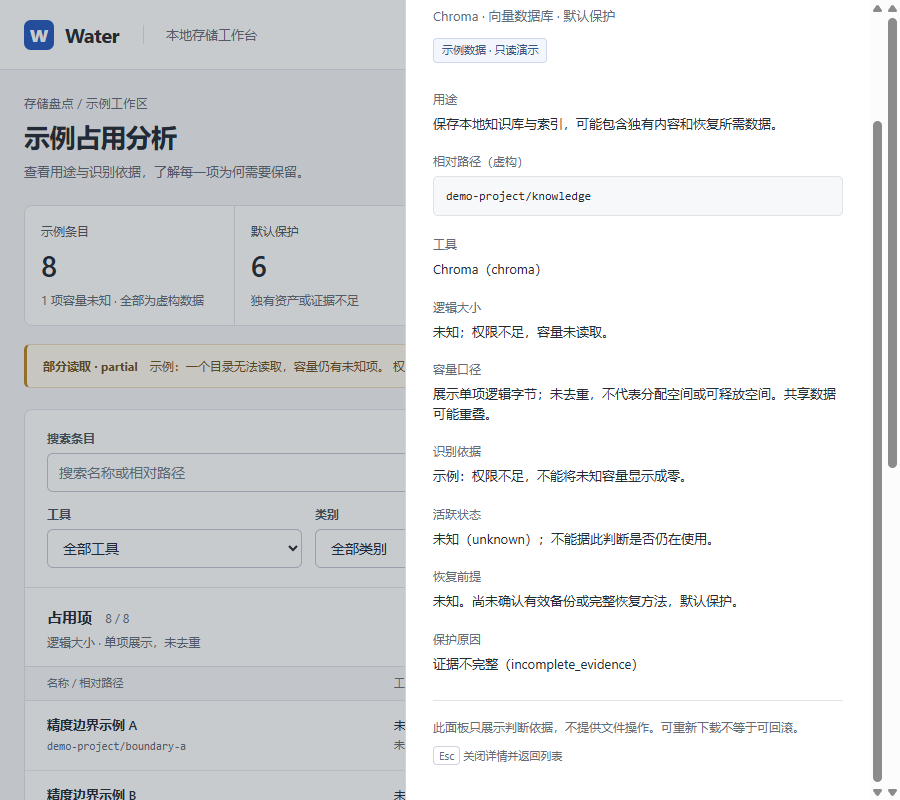 W Water 本地存储工作台
存储盘点 / 示例工作区
示例占用分析
查看用途与识别依据，了解每一项为何需要保留。
示例条目
8
1 项容量未知 · 全部为虚构数据
默认保护
6
独有资产或证据不足
部分读取 · partial 示例：一个目录无法读取，容量仍有未知项。 权
搜索条目
搜索名称或相对路径
工具
全部工具
类别
全部类别
占用项 8 / 8
逻辑大小 · 单项展示，未去重
名称 / 相对路径 工
精度边界示例 A 未
demo-project/boundary-a 未
精度边界示例 B 未
Chroma · 向量数据库 · 默认保护
示例数据 · 只读演示
用途
保存本地知识库与索引，可能包含独有内容和恢复所需数据。
相对路径（虚构）
demo-project/knowledge
工具
Chroma（chroma）
逻辑大小
未知；权限不足，容量未读取。
容量口径
展示单项逻辑字节；未去重，不代表分配空间或可释放空间。共享数据
可能重叠。
识别依据
示例：权限不足，不能将未知容量显示成零。
活跃状态
未知（unknown）；不能据此判断是否仍在使用。
恢复前提
未知。尚未确认有效备份或完整恢复方法，默认保护。
保护原因
证据不完整（incomplete_evidence）
此面板只展示判断依据，不提供文件操作。可重新下载不等于可回滚。
Esc 关闭详情并返回列表